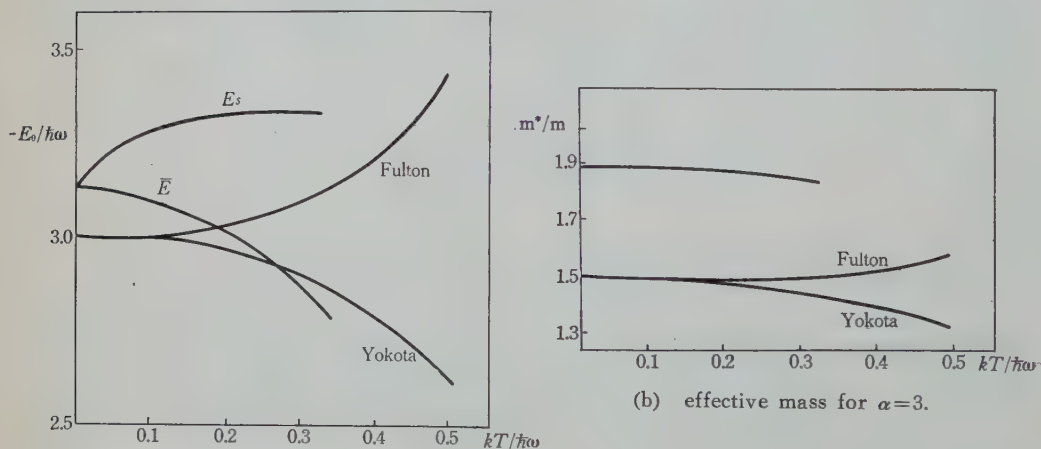 3.5
Es
-E₀/ħω
Fulton
E̅
3.0
Yokota
2.5
0.1
0.2
0.3
0.4
0.5
kT/ħω
m*/m
1.9
1.7
Fulton
1.5
Yokota
1.3
0.1
0.2
0.3
0.4
0.5
kT/ħω
(b) effective mass for α=3.